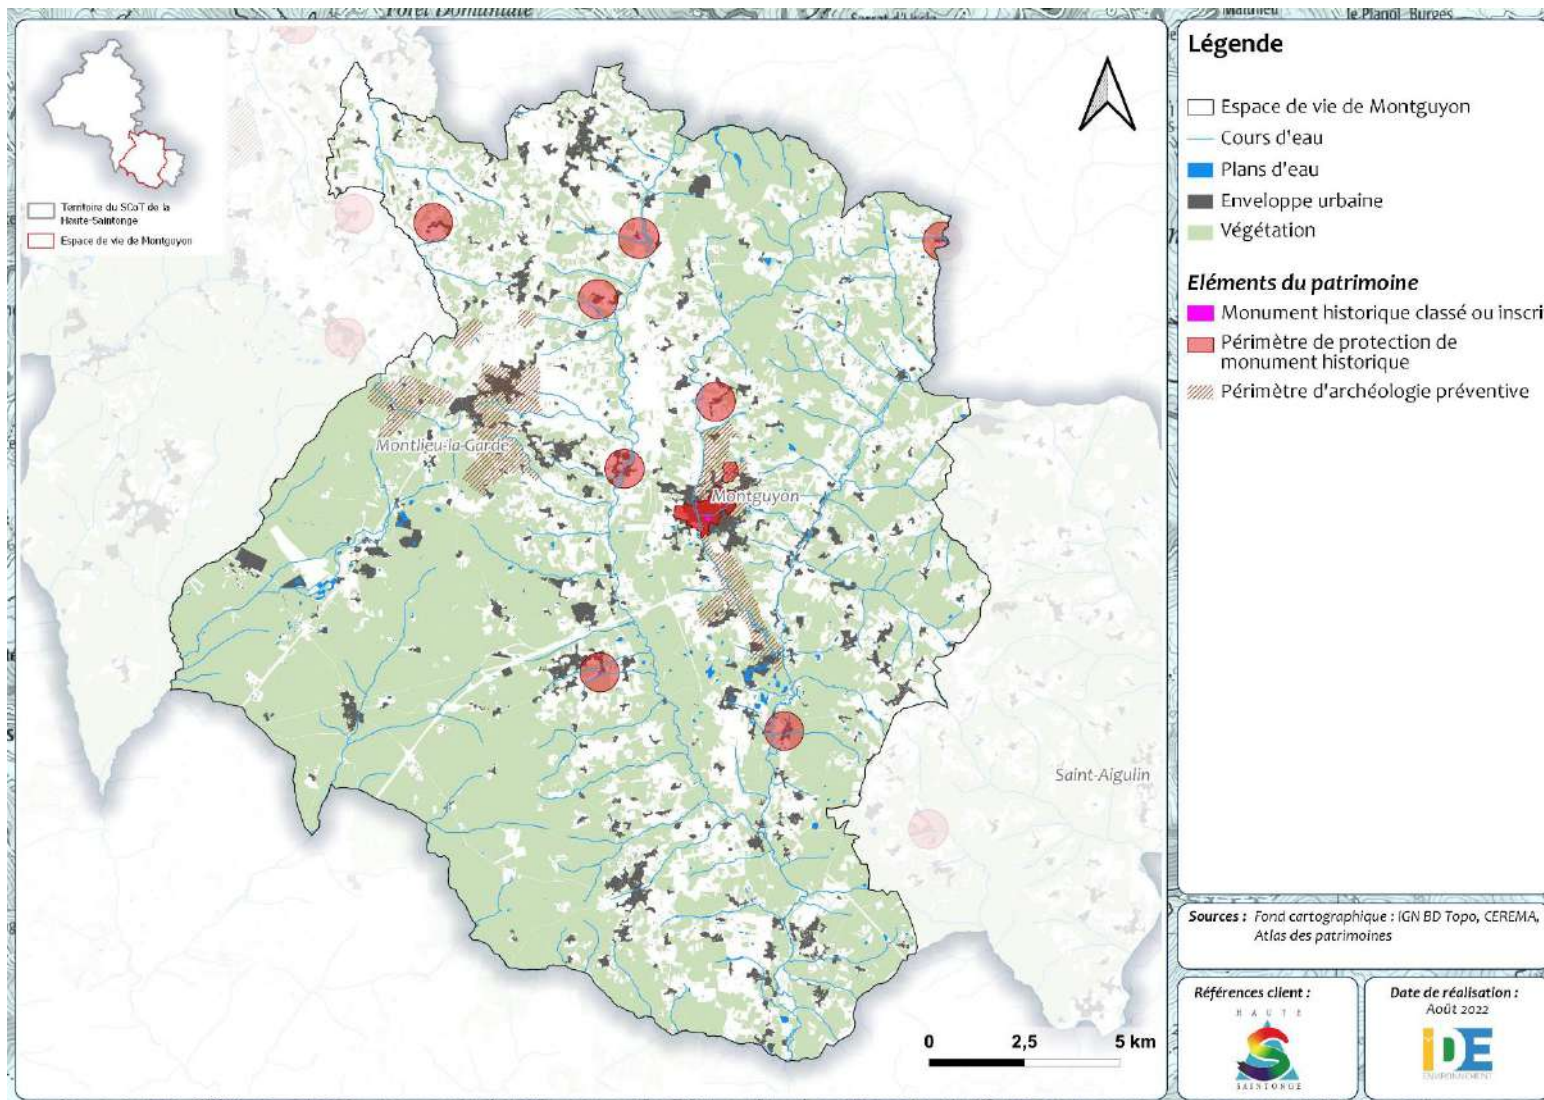 Forêt Domaniale
le Planol Burges
Légende
Espace de vie de Montguyon
Cours d'eau
Plans d'eau
Enveloppe urbaine
Végétation
Eléments du patrimoine
Monument historique classé ou inscri
Périmètre de protection de
monument historique
Périmètre d'archéologie préventive
Territoire du SCoT de la
Haute-Saintonge
Espace de vie de Montguyon
Montlieu-la-Garde
Montguyon
Saint-Aigulin
0 2,5 5 km
Sources : Fond cartographique : IGN BD Topo, CEREMA,
Atlas des patrimoines
Références client :
HAUTE
SAINTONGE
Date de réalisation :
Août 2022
IDE
ENVIRONNEMENT